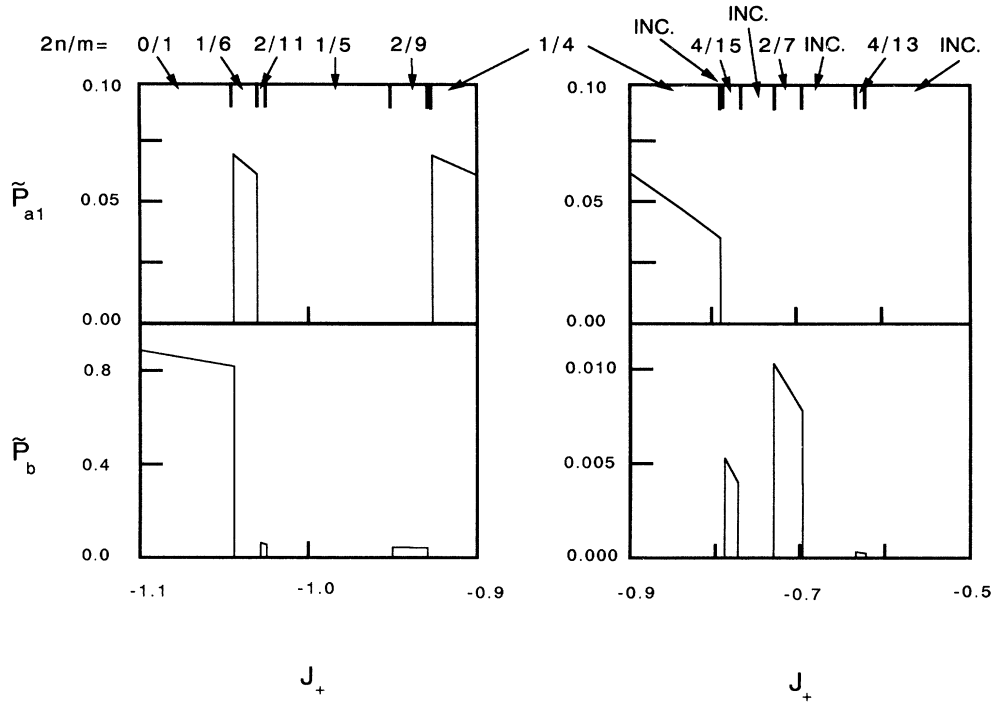 INC.
INC.
2n/m= 0/1 1/6 2/11 1/5 2/9 1/4 4/15 2/7 INC. 4/13 INC.
0.10 0.10
P̃a1 0.05 0.05
0.00 0.00
0.8 0.010
P̃b 0.4 0.005
0.0 0.000
-1.1 -1.0 -0.9 -0.9 -0.7 -0.5
J+ J+